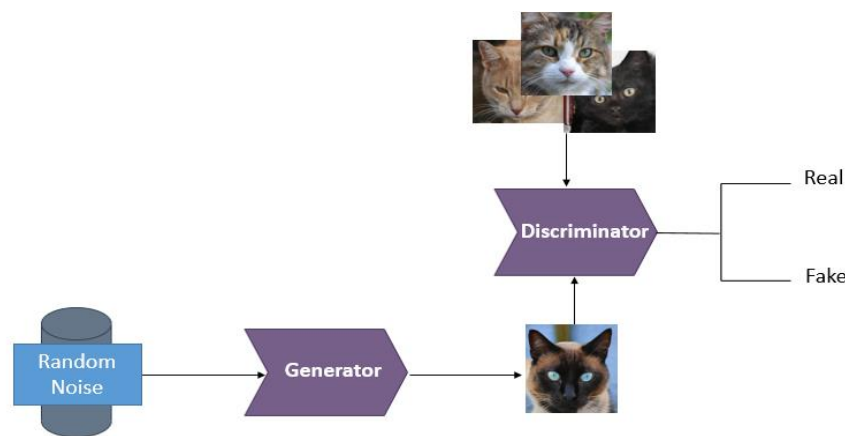 Real
Discriminator
Fake
Random
Noise
Generator